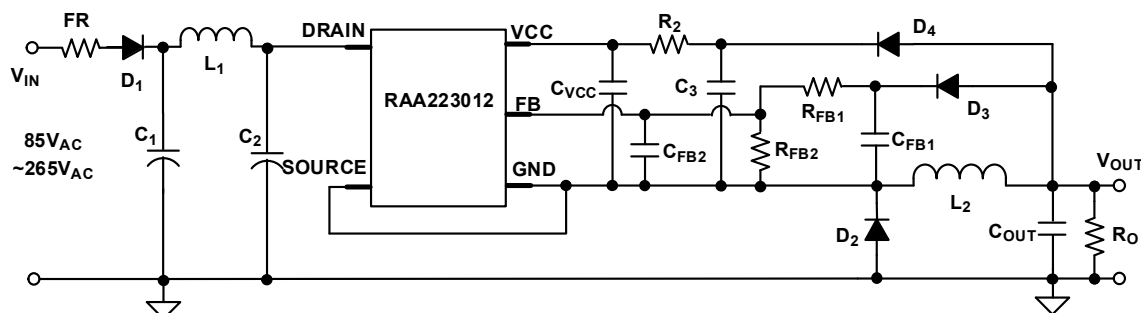 FR
D1
L1
DRAIN
VCC
R2
D4
VIN
RAA223012
CVCC
C3
RFB1
D3
FB
85VAC
~265VAC
C1
C2
CFB2
RFB2
CFB1
SOURCE
GND
VOUT
L2
D2
COUT
RO